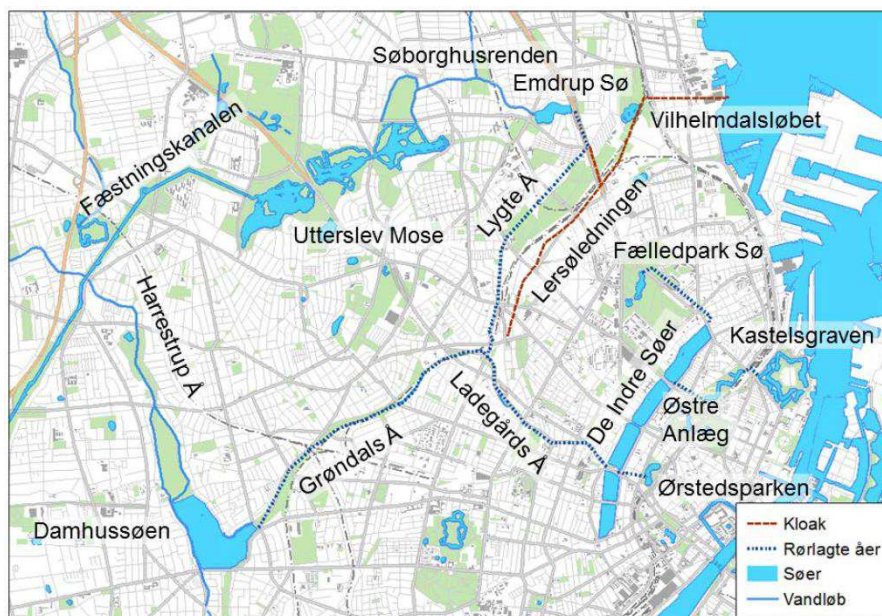 Søborghusrenden
Emdrup Sø
Vilhelmdalsløbet
Fæstningskanalen
Lygte Å
Utterslev Mose
Lersøledningen
Fælledpark Sø
Harrestrup Å
Kastelsgraven
De Indre Søer
Ladegårds Å
Østre
Anlæg
Grøndals Å
Ørstedsparken
Damhussøen
Kloak
Rørlagte åer
Søer
Vandløb